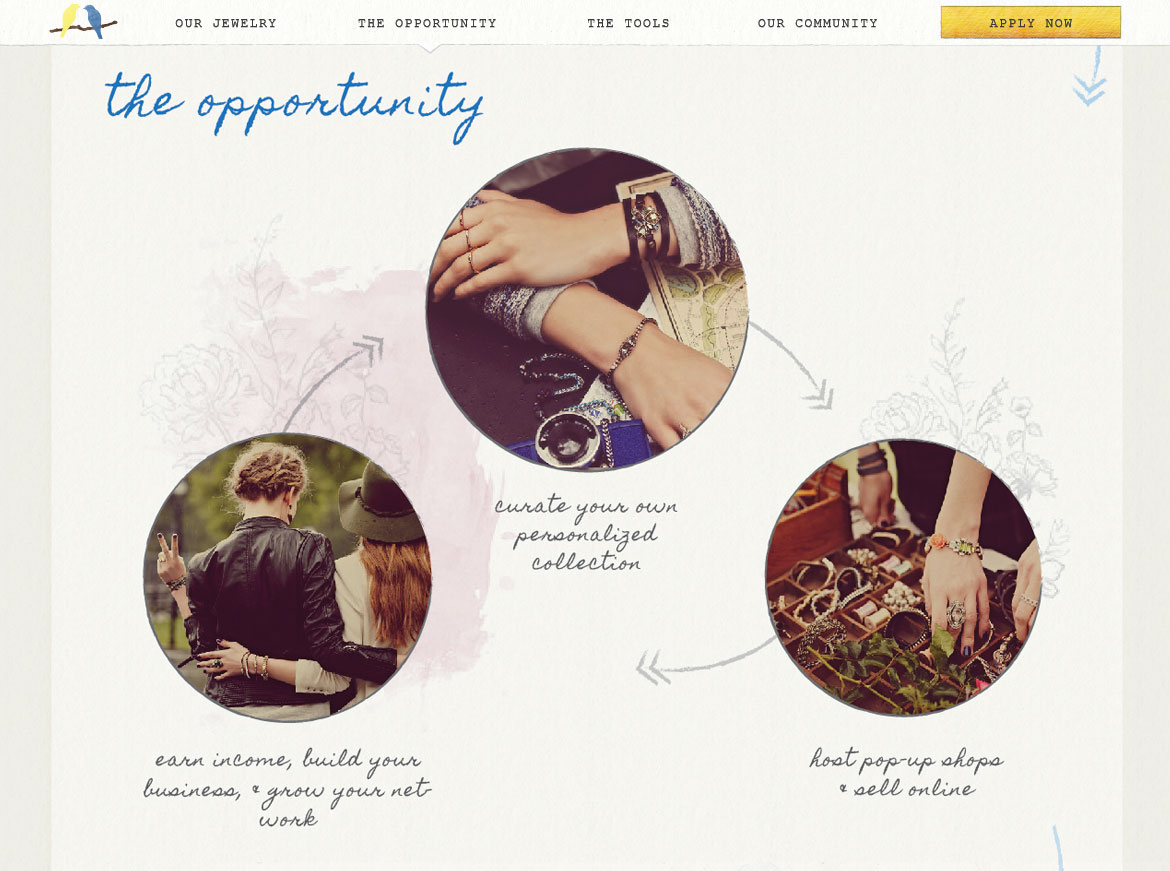 OUR JEWELRY THE OPPORTUNITY THE TOOLS OUR COMMUNITY APPLY NOW
the opportunity
curate your own
personalized
collection
earn income, build your
business, & grow your net-
work
host pop-up shops
& sell online